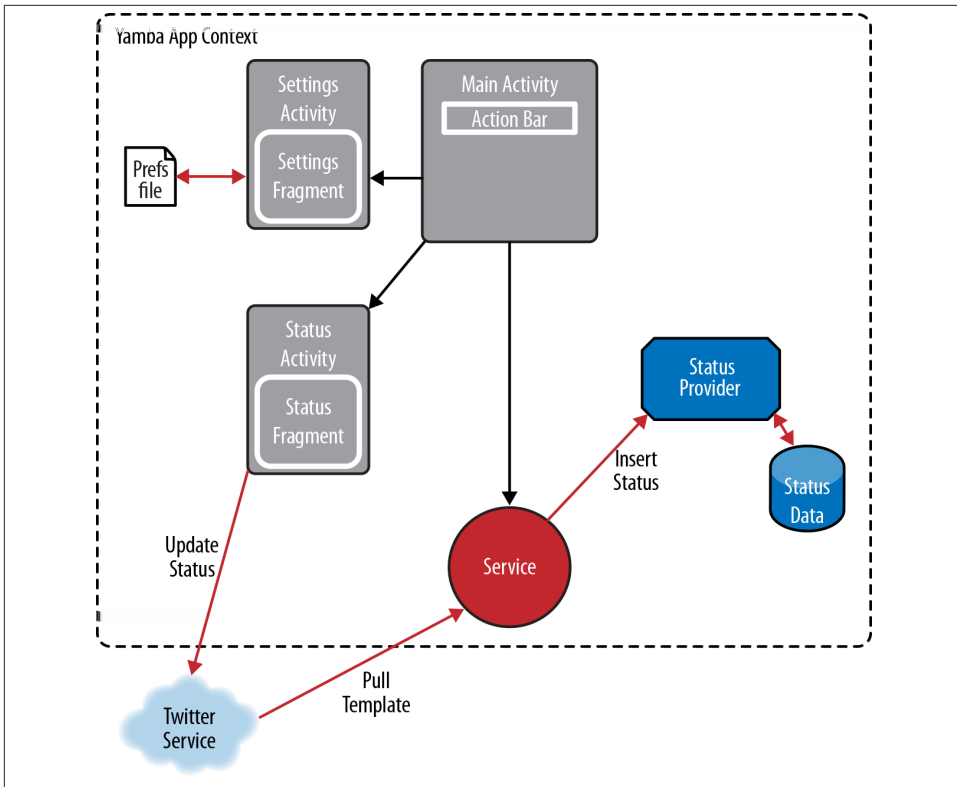 Yamba App Context
Settings
Activity
Settings
Fragment
Main Activity
Action Bar
Prefs
file
Status
Activity
Status
Fragment
Status
Provider
Insert
Status
Status
Data
Update
Status
Service
Pull
Template
Twitter
Service